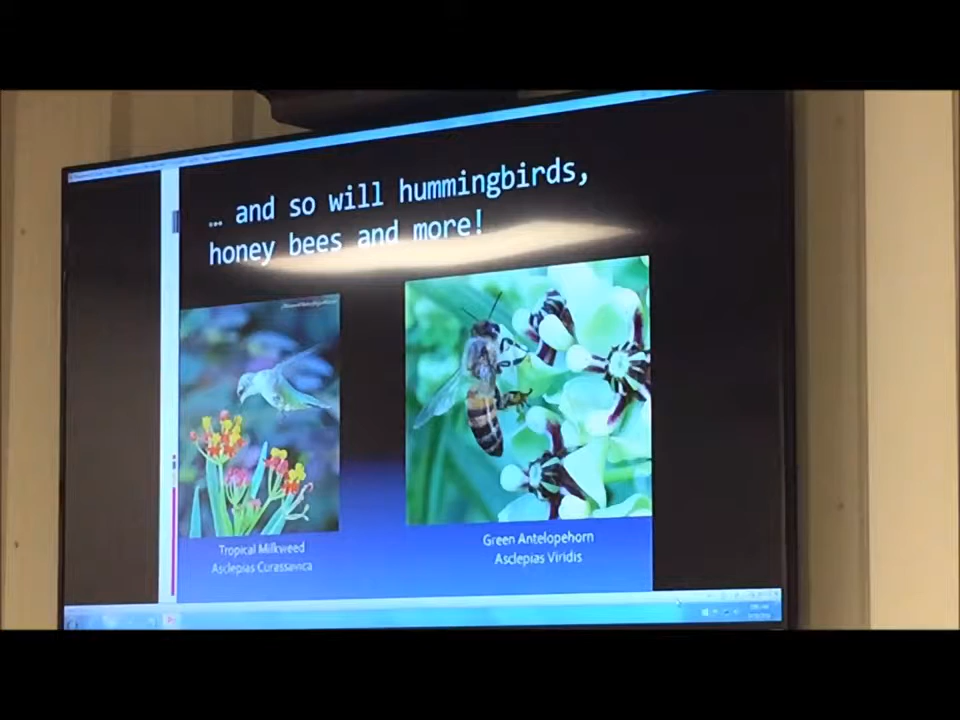 ... and so will hummingbirds,
honey bees and more!
Tropical Milkweed
Asclepias Curassavica
Green Antelopehorn
Asclepias Viridis